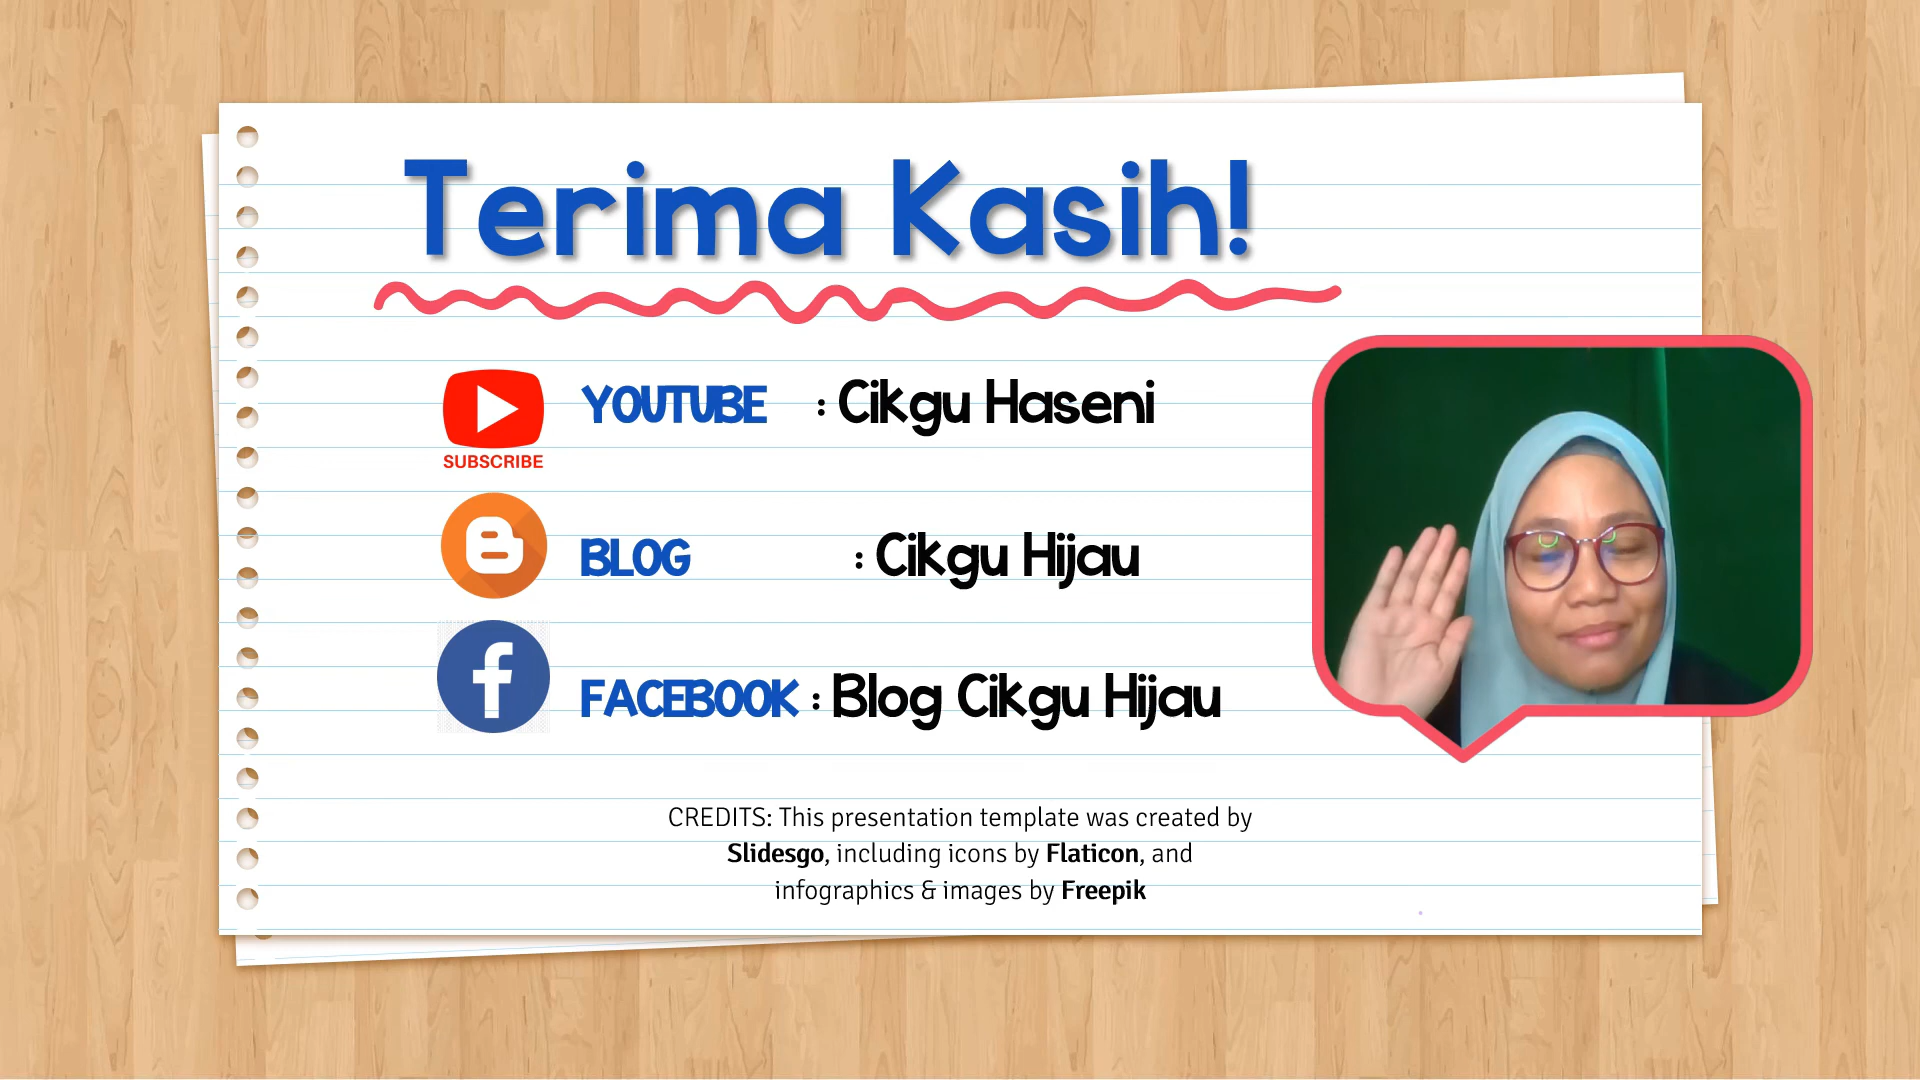 Terima Kasih!
SUBSCRIBE
YOUTUBE : Cikgu Haseni
BLOG : Cikgu Hijau
FACEBOOK : Blog Cikgu Hijau
CREDITS: This presentation template was created by
Slidesgo, including icons by Flaticon, and
infographics & images by Freepik